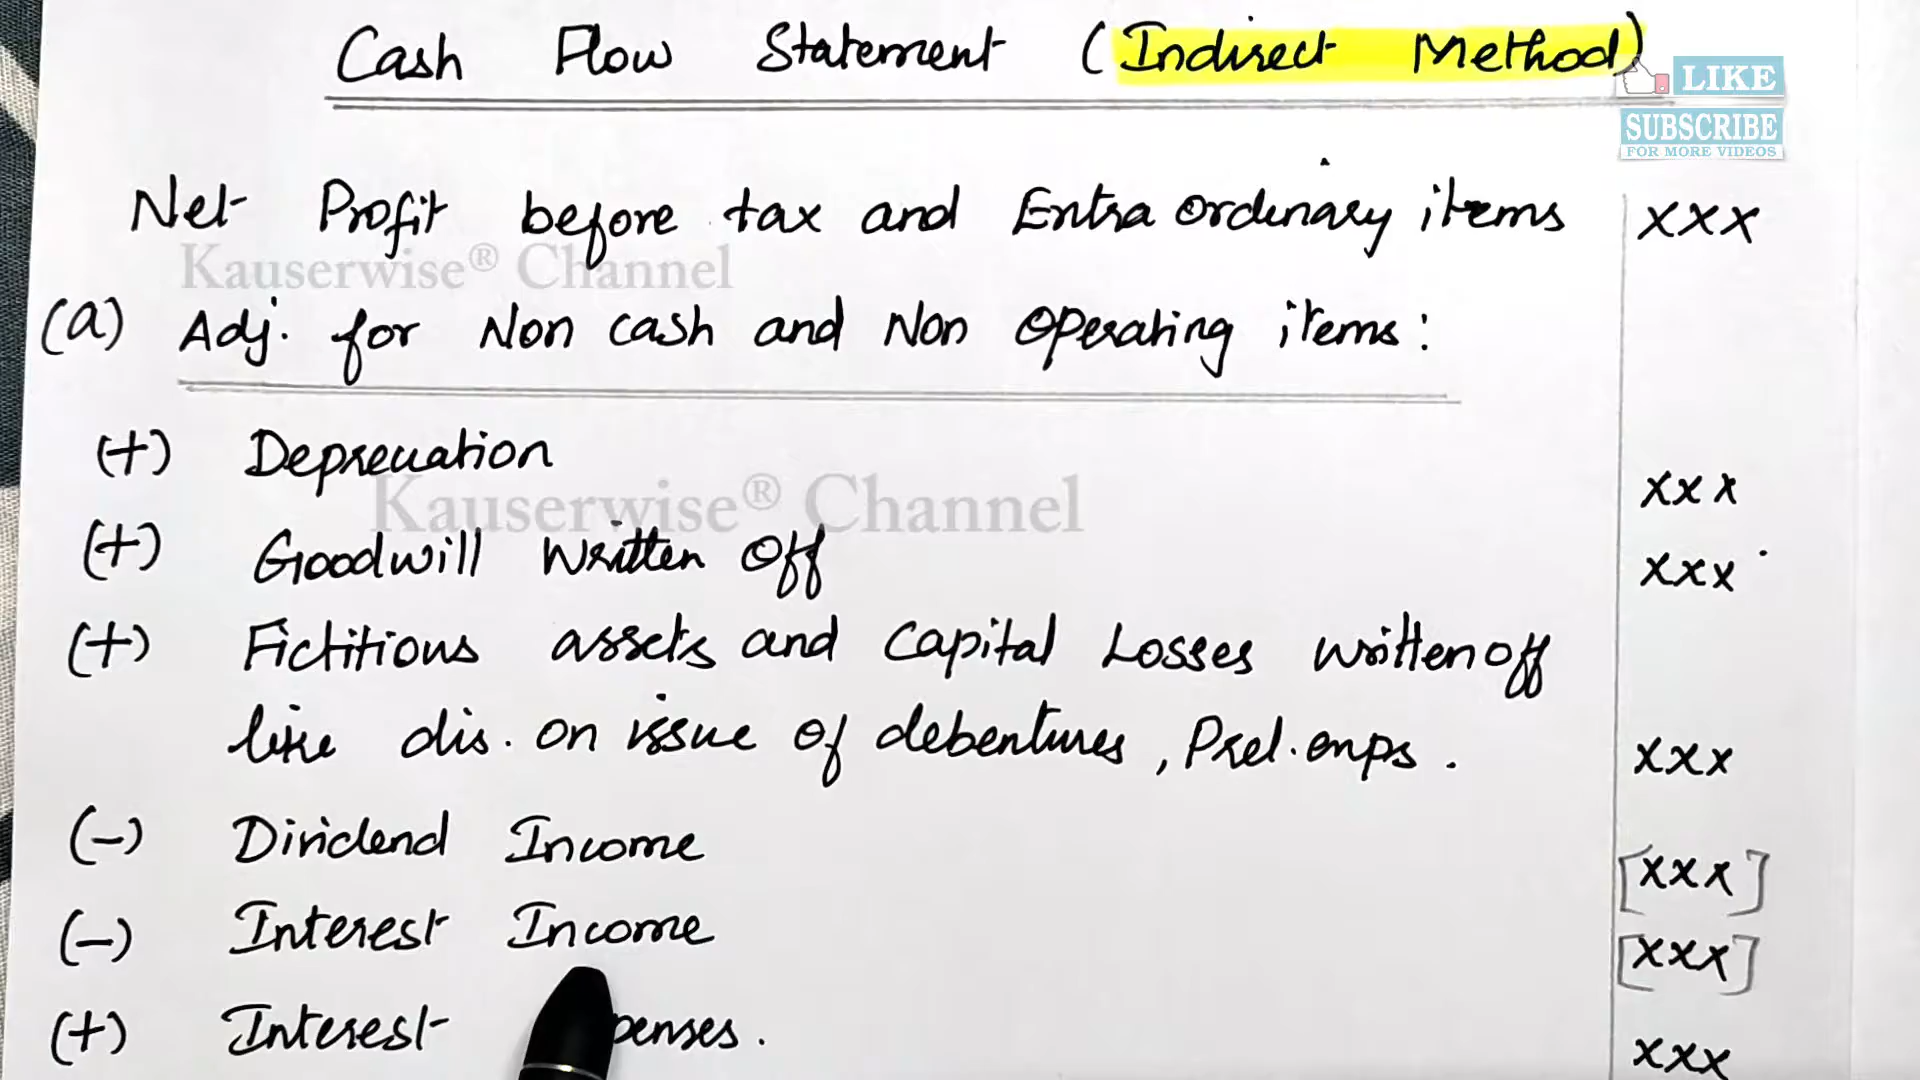 Cash Flow Statement (Indirect Method)
LIKE
SUBSCRIBE
FOR MORE VIDEOS
Net Profit before tax and Extra ordinary items xxx
Kauserwise® Channel
(a) Adj. for Non cash and Non Operating items:
(+) Depreciation xxx
Kauserwise® Channel
(+) Goodwill Written Off xxx
(+) Fictitious assets and Capital Losses written off
like dis. on issue of debentures, Prel. exps. xxx
(-) Dividend Income [xxx]
(-) Interest Income [xxx]
(+) Interest penses. xxx